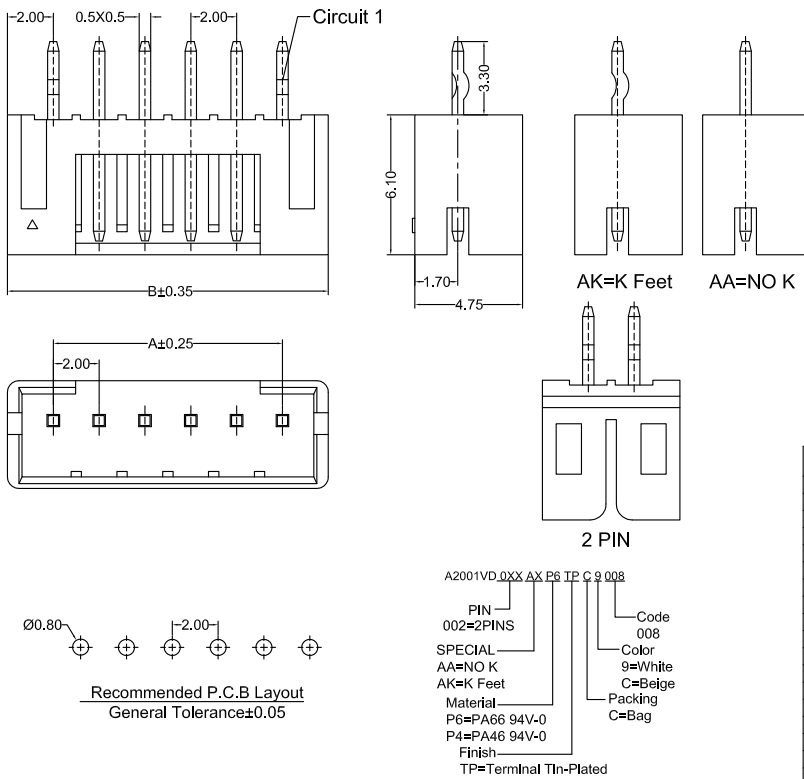 2.00
0.5X0.5
2.00
Circuit 1
3.30
6.10
1.70
4.75
AK=K Feet
AA=NO K
B±0.35
A±0.25
2.00
2 PIN
A2001VD 0XX AX P6 TP C 9 008
PIN
002=2PINS
SPECIAL
AA=NO K
AK=K Feet
Material
P6=PA66 94V-0
P4=PA46 94V-0
Finish
TP=Terminal Tin-Plated
Code
008
Color
9=White
C=Beige
Packing
C=Bag
Ø0.80
2.00
Recommended P.C.B Layout
General Tolerance±0.05